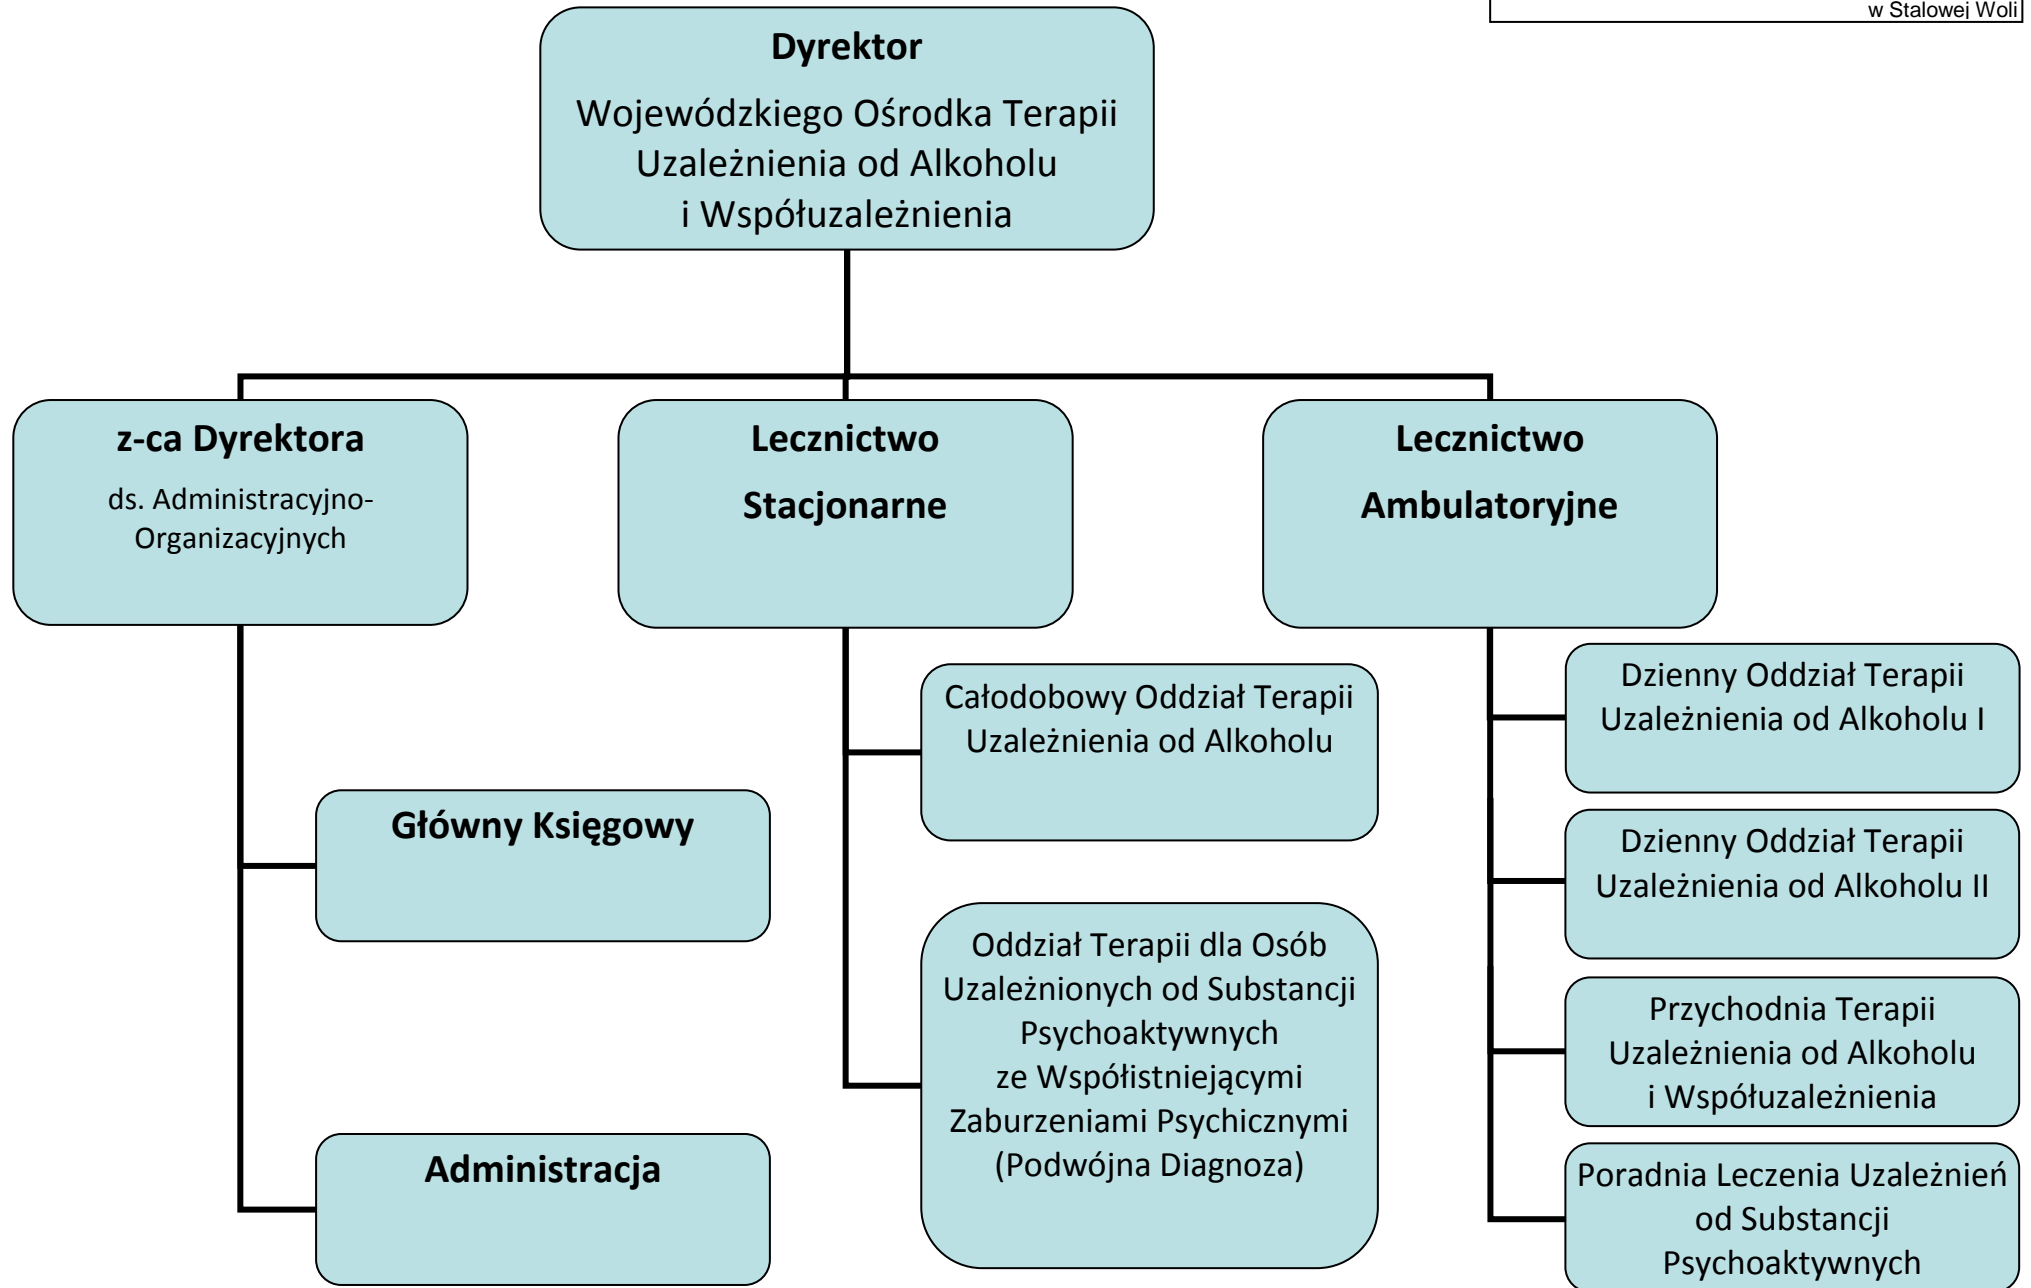 w Stalowej Woli
Dyrektor
Wojewódzkiego Ośrodka Terapii
Uzależnienia od Alkoholu
i Współuzależnienia
z-ca Dyrektora
ds. Administracyjno-
Organizacyjnych
Lecznictwo
Stacjonarne
Lecznictwo
Ambulatoryjne
Główny Księgowy
Administracja
Całodobowy Oddział Terapii
Uzależnienia od Alkoholu
Oddział Terapii dla Osób
Uzależnionych od Substancji
Psychoaktywnych
ze Współistniejącymi
Zaburzeniami Psychicznymi
(Podwójna Diagnoza)
Dzienny Oddział Terapii
Uzależnienia od Alkoholu I
Dzienny Oddział Terapii
Uzależnienia od Alkoholu II
Przychodnia Terapii
Uzależnienia od Alkoholu
i Współuzależnienia
Poradnia Leczenia Uzależnień
od Substancji
Psychoaktywnych